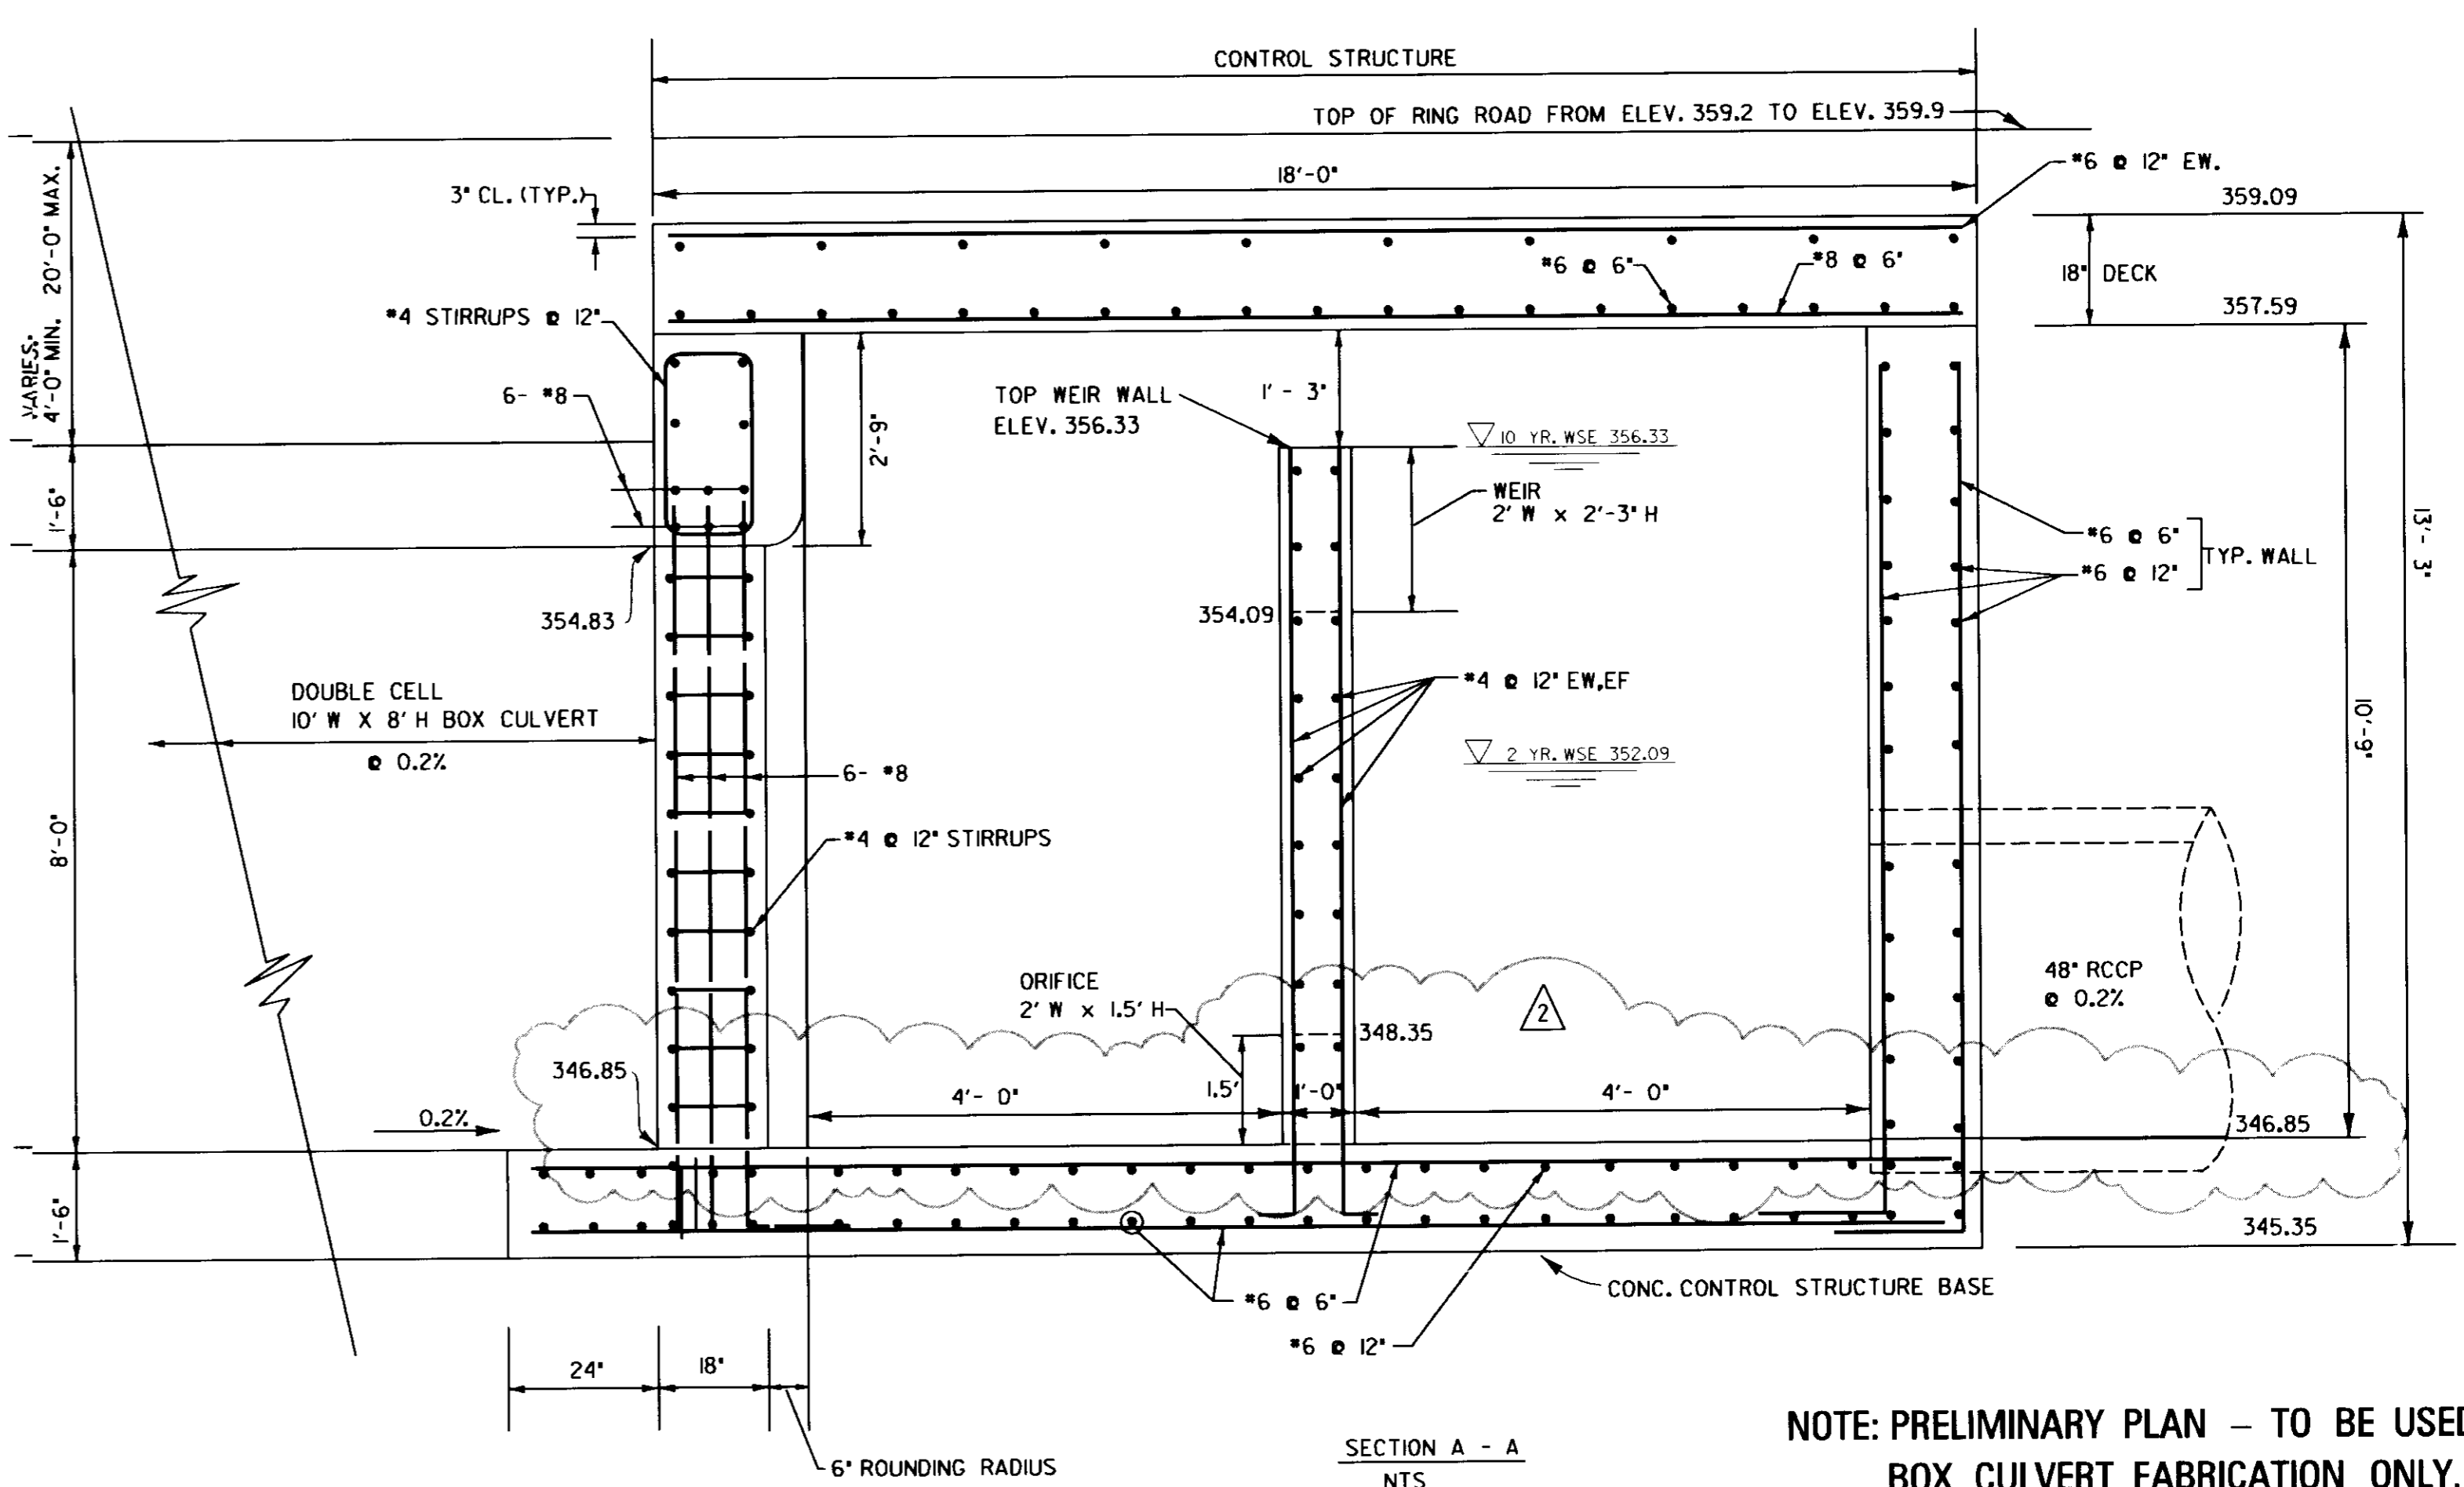 CONTROL STRUCTURE
TOP OF RING ROAD FROM ELEV. 359.2 TO ELEV. 359.9
18'-0"
#6 @ 12" EW.
3" CL. (TYP.)
359.09
#6 @ 6"
#8 @ 6"
18" DECK
357.59
VARIES:
4'-0" MIN. 20'-0" MAX.
#4 STIRRUPS @ 12"
6- #8
2'-9"
TOP WEIR WALL
ELEV. 356.33
1' - 3"
10 YR. WSE 356.33
WEIR
2' W x 2'-3" H
1'-6"
#6 @ 6"
#6 @ 12"
TYP. WALL
13'- 3"
354.83
354.09
DOUBLE CELL
10' W X 8' H BOX CULVERT
@ 0.2%
#4 @ 12" EW,EF
2 YR. WSE 352.09
10'-9"
6- #8
#4 @ 12" STIRRUPS
8'-0"
ORIFICE
2' W x 1.5' H
2
48" RCCP
@ 0.2%
348.35
346.85
1.5'
4'- 0"
1'-0"
4'- 0"
0.2%
346.85
1'-6"
345.35
#6 @ 6"
#6 @ 12"
CONC. CONTROL STRUCTURE BASE
24"
18"
6" ROUNDING RADIUS
SECTION A - A
NTS
NOTE: PRELIMINARY PLAN – TO BE USED
BOX CULVERT FABRICATION ONLY.